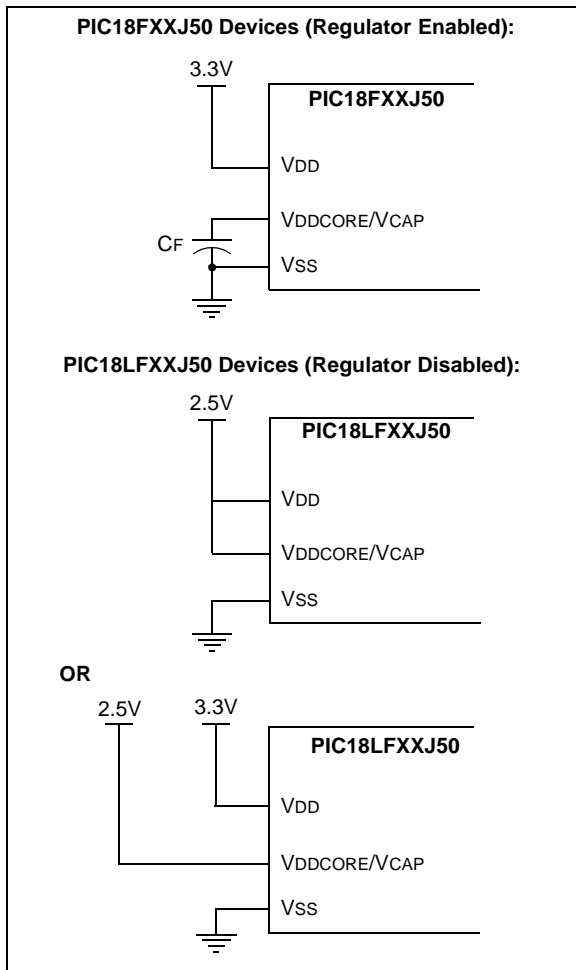 PIC18FXXJ50 Devices (Regulator Enabled):
3.3V
PIC18FXXJ50
VDD
VDDCORE/VCAP
CF
VSS
PIC18LFXXJ50 Devices (Regulator Disabled):
2.5V
PIC18LFXXJ50
VDD
VDDCORE/VCAP
VSS
OR
2.5V 3.3V
PIC18LFXXJ50
VDD
VDDCORE/VCAP
VSS